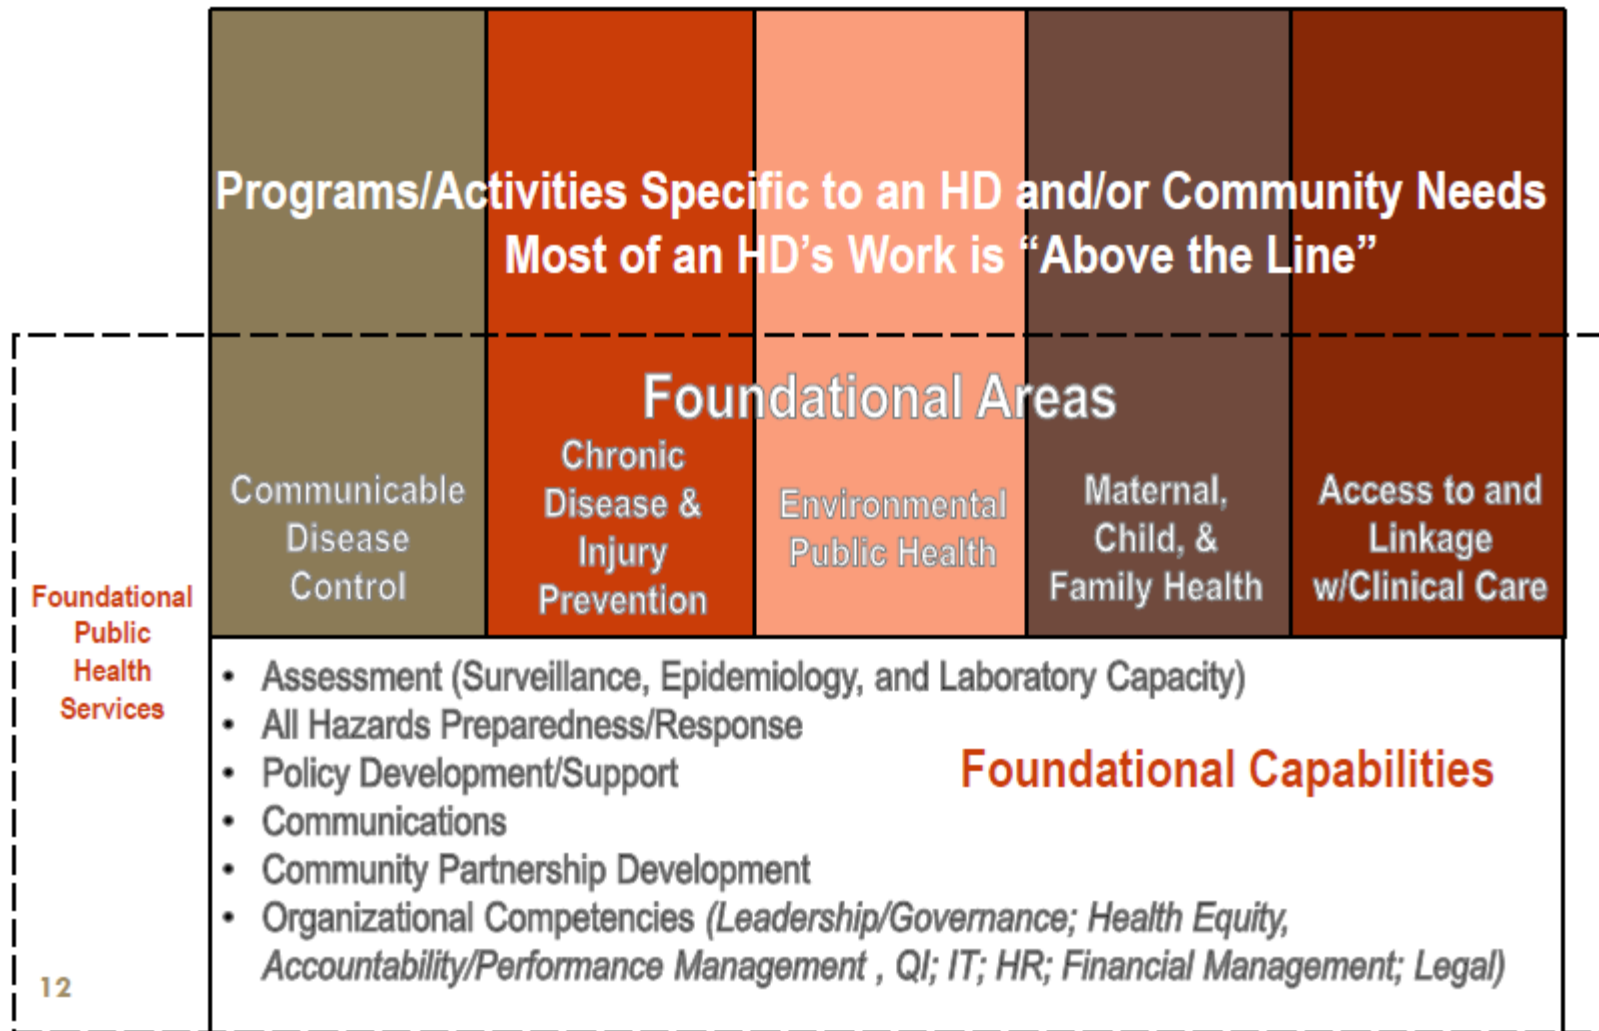 Programs/Activities Specific to an HD and/or Community Needs
Most of an HD’s Work is “Above the Line”
Foundational Areas
Communicable
Disease
Control
Chronic
Disease &
Injury
Prevention
Environmental
Public Health
Maternal,
Child, &
Family Health
Access to and
Linkage
w/Clinical Care
Foundational
Public
Health
Services
• Assessment (Surveillance, Epidemiology, and Laboratory Capacity)
• All Hazards Preparedness/Response
• Policy Development/Support
• Communications
• Community Partnership Development
• Organizational Competencies (Leadership/Governance; Health Equity,
Accountability/Performance Management , QI; IT; HR; Financial Management; Legal)
Foundational Capabilities
12